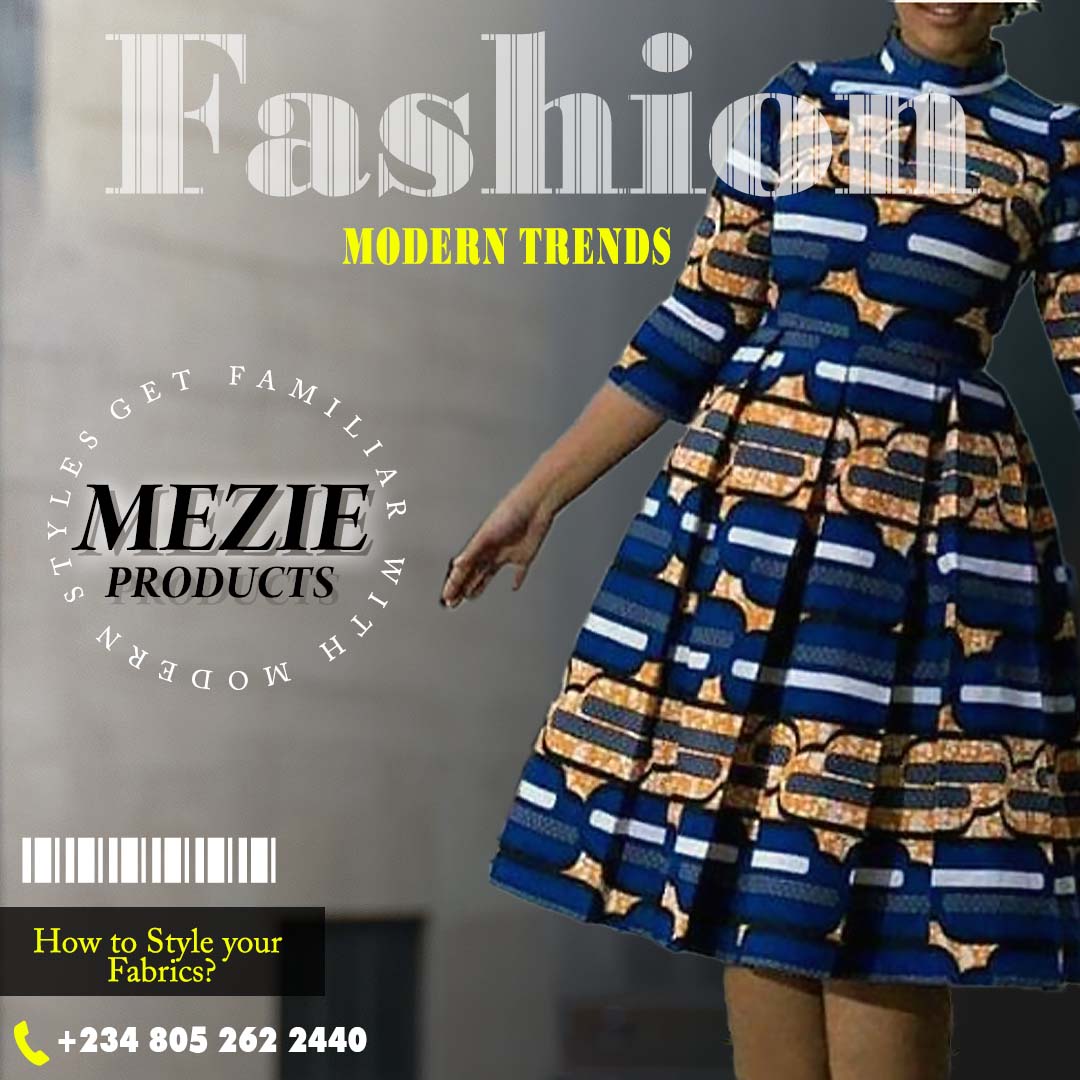 Fashion
MODERN TRENDS
GET FAMILIAR WITH MODERN STYLES
MEZIE
PRODUCTS
How to Style your
Fabrics?
+234 805 262 2440